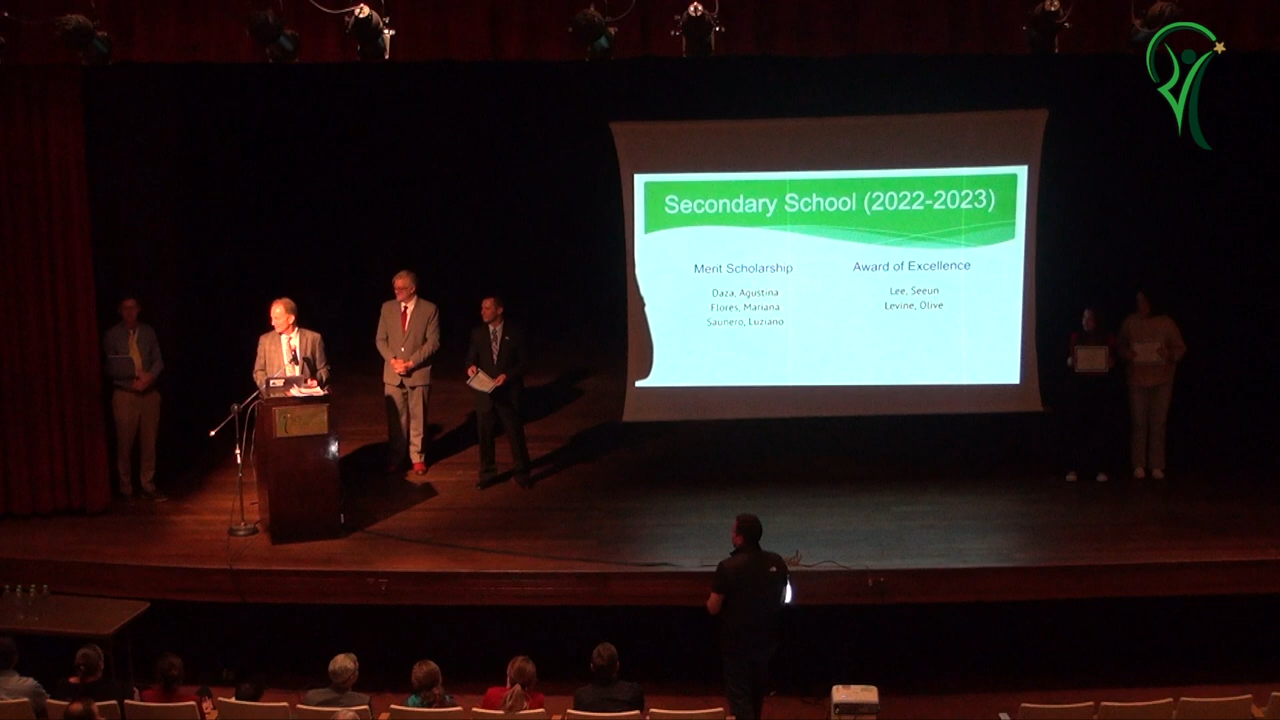 Secondary School (2022-2023)
Merit Scholarship
Daza, Agustina
Flores, Mariana
Saunero, Luziano
Award of Excellence
Lee, Seeun
Levine, Olive